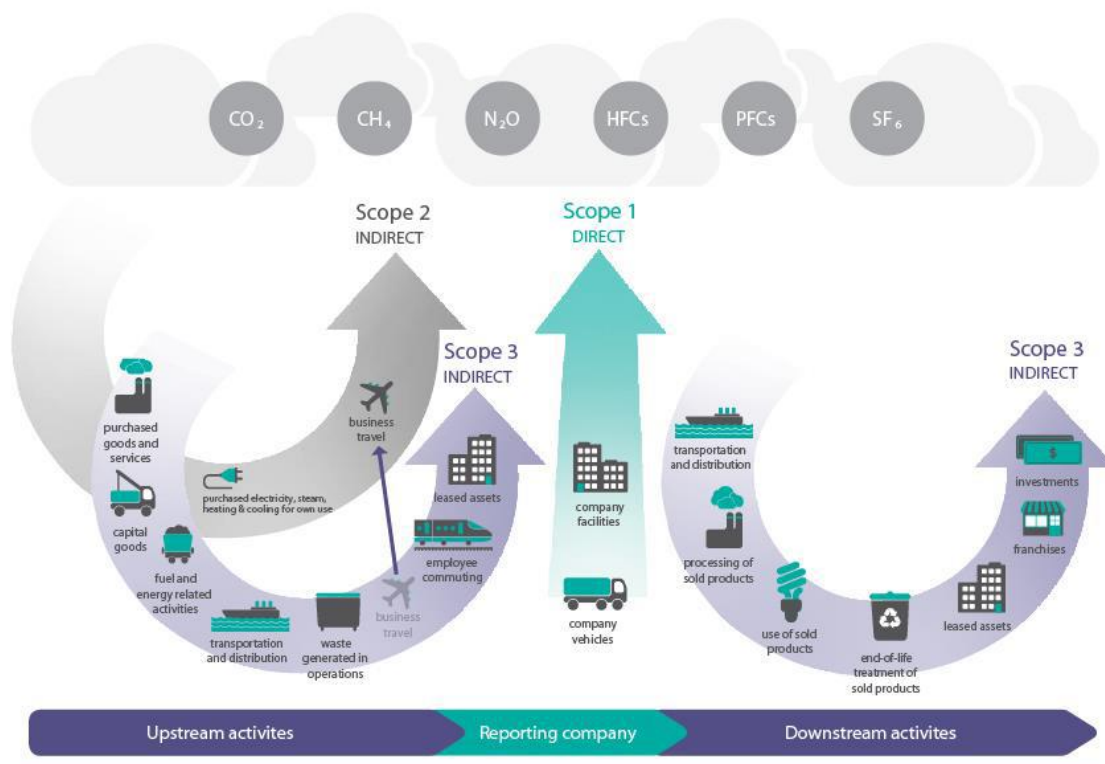 CO₂
CH₄
N₂O
HFCs
PFCs
SF₆
Scope 2
INDIRECT
Scope 1
DIRECT
Scope 3
INDIRECT
Scope 3
INDIRECT
purchased
goods and
services
business
travel
purchased electricity, steam,
heating & cooling for own use
capital
goods
fuel and
energy related
activities
transportation
and distribution
waste
generated in
operations
business
travel
employee
commuting
leased assets
company
facilities
company
vehicles
transportation
and distribution
processing of
sold products
use of sold
products
end-of-life
treatment of
sold products
leased assets
franchises
investments
$
Upstream activites
Reporting company
Downstream activites